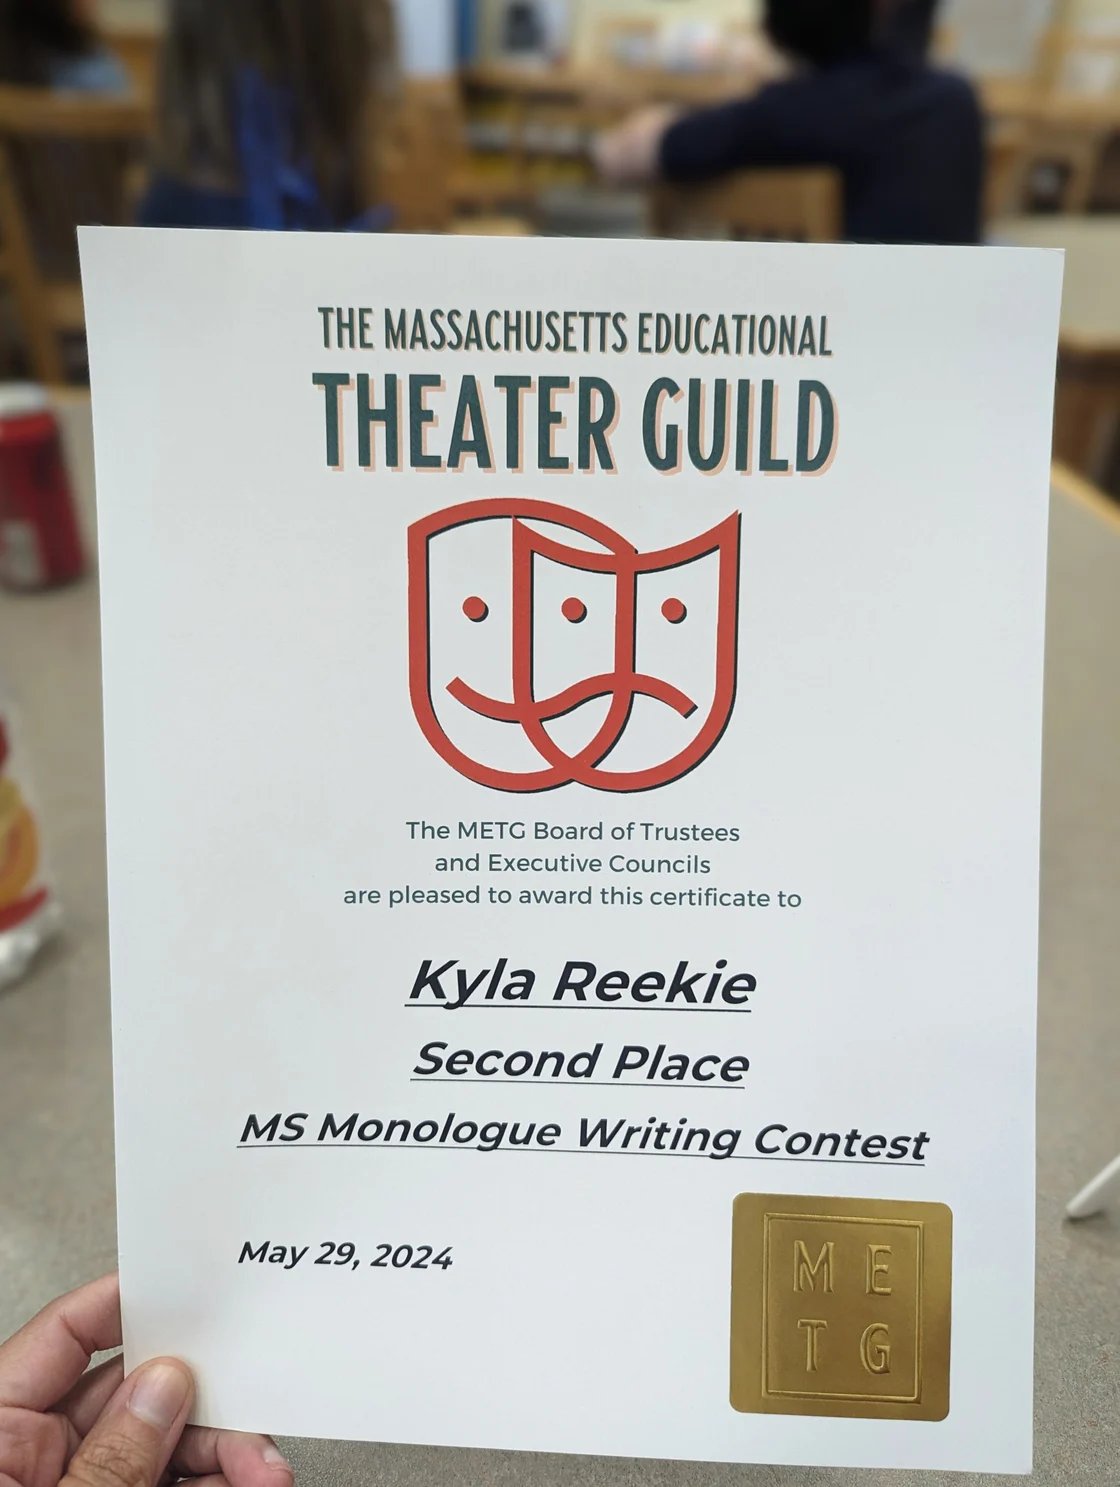 THE MASSACHUSETTS EDUCATIONAL
THEATER GUILD
The METG Board of Trustees
and Executive Councils
are pleased to award this certificate to
Kyla Reekie
Second Place
MS Monologue Writing Contest
May 29, 2024
M E
T G